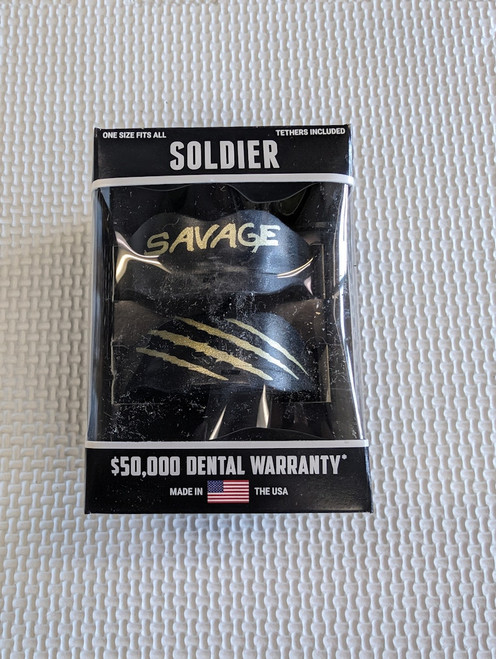 ONE SIZE FITS ALL TETHERS INCLUDED
SOLDIER
SAVAGE
$50,000 DENTAL WARRANTY*
MADE IN THE USA